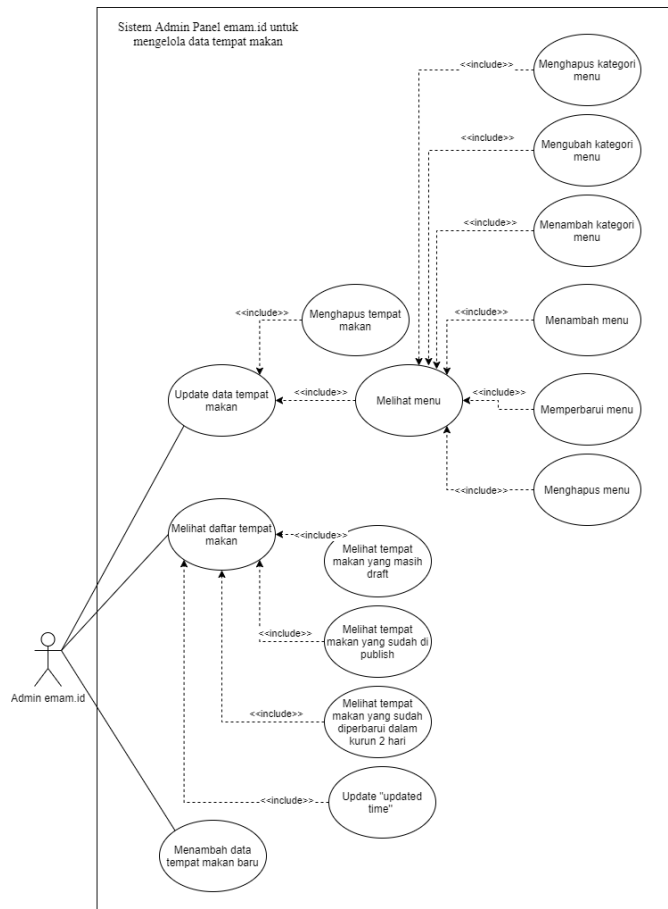 Sistem Admin Panel emam.id untuk
mengelola data tempat makan
<<include>>
Menghapus kategori
menu
<<include>>
Mengubah kategori
menu
<<include>>
Menambah kategori
menu
<<include>>
Menghapus tempat
makan
<<include>>
Menambah menu
Update data tempat
makan
<<include>>
Melihat menu
<<include>>
Memperbarui menu
<<include>>
Menghapus menu
Melihat daftar tempat
makan
<<include>>
Melihat tempat
makan yang masih
draft
<<include>>
Melihat tempat
makan yang sudah di
publish
Admin emam.id
<<include>>
Melihat tempat
makan yang sudah
diperbarui dalam
kurun 2 hari
<<include>>
Update "updated
time"
Menambah data
tempat makan baru